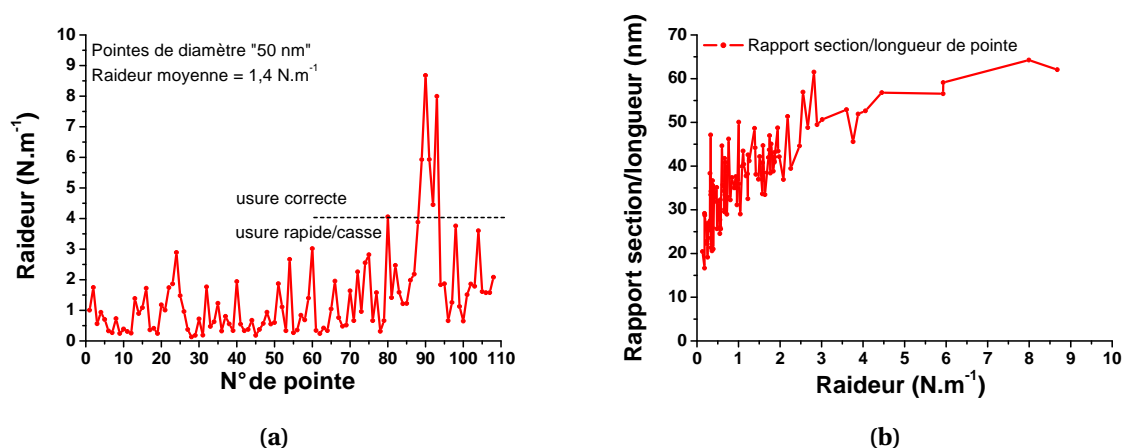 Pointes de diamètre "50 nm"
Raideur moyenne = 1,4 N.m⁻¹
usure correcte
usure rapide/casse
Raideur (N.m⁻¹)
10
9
8
7
6
5
4
3
2
1
0
0 10 20 30 40 50 60 70 80 90 100 110
N° de pointe
(a)
Rapport section/longueur de pointe
Rapport section/longueur (nm)
70
60
50
40
30
20
10
0
0 1 2 3 4 5 6 7 8 9 10
Raideur (N.m⁻¹)
(b)